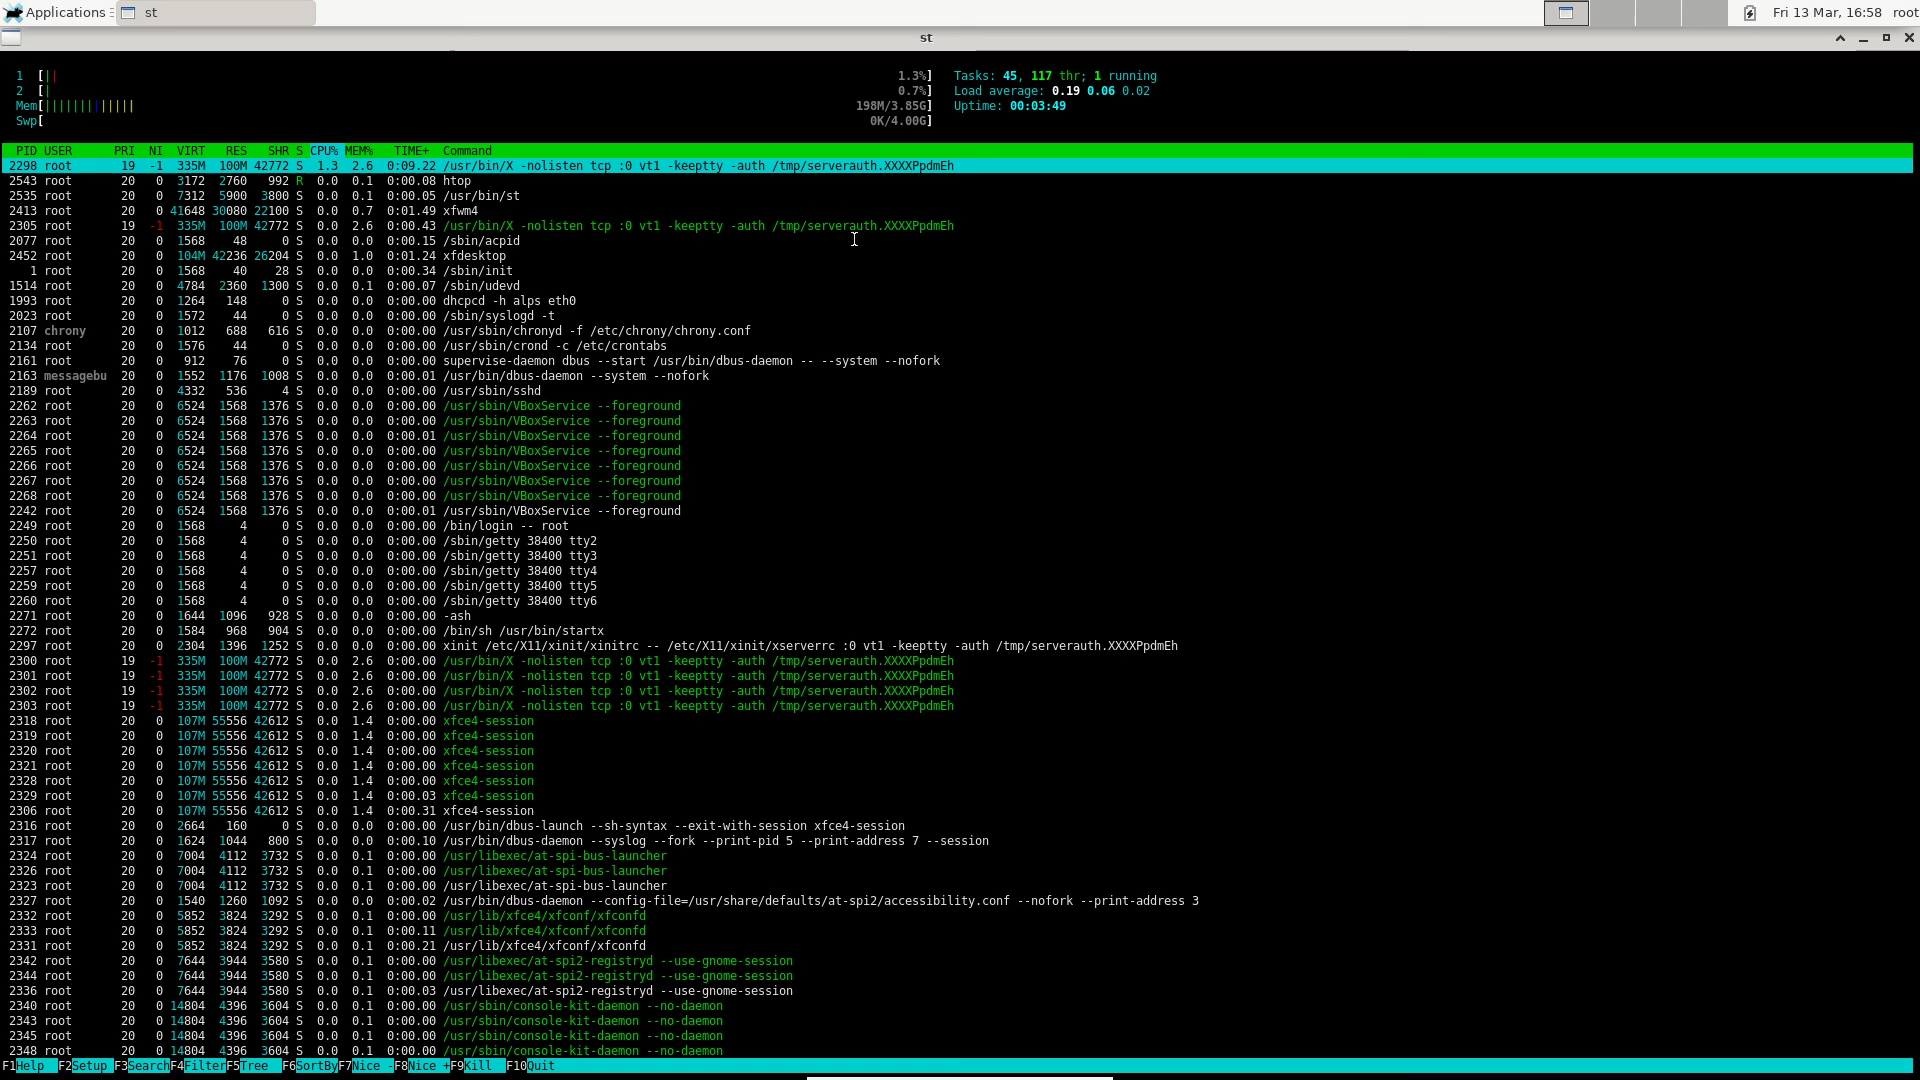 Applications st Fri 13 Mar, 16:58 root
st
1 [|| 1.3%] Tasks: 45, 117 thr; 1 running
2 [| 0.7%] Load average: 0.19 0.06 0.02
Mem[||||||||||||| 198M/3.85G] Uptime: 00:03:49
Swp[ 0K/4.00G]
PID USER PRI NI VIRT RES SHR S CPU% MEM% TIME+ Command
2298 root 19 -1 335M 100M 42772 S 1.3 2.6 0:09.22 /usr/bin/X -nolisten tcp :0 vt1 -keeptty -auth /tmp/serverauth.XXXXPpdmEh
2543 root 20 0 3172 2760 992 R 0.0 0.1 0:00.08 htop
2535 root 20 0 7312 5900 3800 S 0.0 0.1 0:00.05 /usr/bin/st
2413 root 20 0 41648 30080 22100 S 0.0 0.7 0:01.49 xfwm4
2305 root 19 -1 335M 100M 42772 S 0.0 2.6 0:00.43 /usr/bin/X -nolisten tcp :0 vt1 -keeptty -auth /tmp/serverauth.XXXXPpdmEh
2077 root 20 0 1568 48 0 S 0.0 0.0 0:00.15 /sbin/acpid
2452 root 20 0 104M 42236 26204 S 0.0 1.0 0:01.24 xfdesktop
1 root 20 0 1568 40 28 S 0.0 0.0 0:00.34 /sbin/init
1514 root 20 0 4784 2360 1300 S 0.0 0.1 0:00.07 /sbin/udevd
1993 root 20 0 1264 148 0 S 0.0 0.0 0:00.00 dhcpcd -h alps eth0
2023 root 20 0 1572 44 0 S 0.0 0.0 0:00.00 /sbin/syslogd -t
2107 chrony 20 0 1012 688 616 S 0.0 0.0 0:00.00 /usr/sbin/chronyd -f /etc/chrony/chrony.conf
2134 root 20 0 1576 44 0 S 0.0 0.0 0:00.00 /usr/sbin/crond -c /etc/crontabs
2161 root 20 0 912 76 0 S 0.0 0.0 0:00.00 supervise-daemon dbus --start /usr/bin/dbus-daemon -- --system --nofork
2163 messagebu 20 0 1552 1176 1008 S 0.0 0.0 0:00.01 /usr/bin/dbus-daemon --system --nofork
2189 root 20 0 4332 536 4 S 0.0 0.0 0:00.00 /usr/sbin/sshd
2262 root 20 0 6524 1568 1376 S 0.0 0.0 0:00.00 /usr/sbin/VBoxService --foreground
2263 root 20 0 6524 1568 1376 S 0.0 0.0 0:00.00 /usr/sbin/VBoxService --foreground
2264 root 20 0 6524 1568 1376 S 0.0 0.0 0:00.01 /usr/sbin/VBoxService --foreground
2265 root 20 0 6524 1568 1376 S 0.0 0.0 0:00.00 /usr/sbin/VBoxService --foreground
2266 root 20 0 6524 1568 1376 S 0.0 0.0 0:00.00 /usr/sbin/VBoxService --foreground
2267 root 20 0 6524 1568 1376 S 0.0 0.0 0:00.00 /usr/sbin/VBoxService --foreground
2268 root 20 0 6524 1568 1376 S 0.0 0.0 0:00.00 /usr/sbin/VBoxService --foreground
2242 root 20 0 6524 1568 1376 S 0.0 0.0 0:00.01 /usr/sbin/VBoxService --foreground
2249 root 20 0 1568 4 0 S 0.0 0.0 0:00.00 /bin/login -- root
2250 root 20 0 1568 4 0 S 0.0 0.0 0:00.00 /sbin/getty 38400 tty2
2251 root 20 0 1568 4 0 S 0.0 0.0 0:00.00 /sbin/getty 38400 tty3
2257 root 20 0 1568 4 0 S 0.0 0.0 0:00.00 /sbin/getty 38400 tty4
2259 root 20 0 1568 4 0 S 0.0 0.0 0:00.00 /sbin/getty 38400 tty5
2260 root 20 0 1568 4 0 S 0.0 0.0 0:00.00 /sbin/getty 38400 tty6
2271 root 20 0 1644 1096 928 S 0.0 0.0 0:00.00 -ash
2272 root 20 0 1584 968 904 S 0.0 0.0 0:00.00 /bin/sh /usr/bin/startx
2297 root 20 0 2304 1396 1252 S 0.0 0.0 0:00.00 xinit /etc/X11/xinit/xinitrc -- /etc/X11/xinit/xserverrc :0 vt1 -keeptty -auth /tmp/serverauth.XXXXPpdmEh
2300 root 19 -1 335M 100M 42772 S 0.0 2.6 0:00.00 /usr/bin/X -nolisten tcp :0 vt1 -keeptty -auth /tmp/serverauth.XXXXPpdmEh
2301 root 19 -1 335M 100M 42772 S 0.0 2.6 0:00.00 /usr/bin/X -nolisten tcp :0 vt1 -keeptty -auth /tmp/serverauth.XXXXPpdmEh
2302 root 19 -1 335M 100M 42772 S 0.0 2.6 0:00.00 /usr/bin/X -nolisten tcp :0 vt1 -keeptty -auth /tmp/serverauth.XXXXPpdmEh
2303 root 19 -1 335M 100M 42772 S 0.0 2.6 0:00.00 /usr/bin/X -nolisten tcp :0 vt1 -keeptty -auth /tmp/serverauth.XXXXPpdmEh
2318 root 20 0 107M 55556 42612 S 0.0 1.4 0:00.00 xfce4-session
2319 root 20 0 107M 55556 42612 S 0.0 1.4 0:00.00 xfce4-session
2320 root 20 0 107M 55556 42612 S 0.0 1.4 0:00.00 xfce4-session
2321 root 20 0 107M 55556 42612 S 0.0 1.4 0:00.00 xfce4-session
2328 root 20 0 107M 55556 42612 S 0.0 1.4 0:00.00 xfce4-session
2329 root 20 0 107M 55556 42612 S 0.0 1.4 0:00.03 xfce4-session
2306 root 20 0 107M 55556 42612 S 0.0 1.4 0:00.31 xfce4-session
2316 root 20 0 2664 160 0 S 0.0 0.0 0:00.00 /usr/bin/dbus-launch --sh-syntax --exit-with-session xfce4-session
2317 root 20 0 1624 1044 800 S 0.0 0.0 0:00.10 /usr/bin/dbus-daemon --syslog --fork --print-pid 5 --print-address 7 --session
2324 root 20 0 7004 4112 3732 S 0.0 0.1 0:00.00 /usr/libexec/at-spi-bus-launcher
2326 root 20 0 7004 4112 3732 S 0.0 0.1 0:00.00 /usr/libexec/at-spi-bus-launcher
2323 root 20 0 7004 4112 3732 S 0.0 0.1 0:00.00 /usr/libexec/at-spi-bus-launcher
2327 root 20 0 1540 1260 1092 S 0.0 0.0 0:00.02 /usr/bin/dbus-daemon --config-file=/usr/share/defaults/at-spi2/accessibility.conf --nofork --print-address 3
2332 root 20 0 5852 3824 3292 S 0.0 0.1 0:00.00 /usr/lib/xfce4/xfconf/xfconfd
2333 root 20 0 5852 3824 3292 S 0.0 0.1 0:00.11 /usr/lib/xfce4/xfconf/xfconfd
2331 root 20 0 5852 3824 3292 S 0.0 0.1 0:00.21 /usr/lib/xfce4/xfconf/xfconfd
2342 root 20 0 7644 3944 3580 S 0.0 0.1 0:00.00 /usr/libexec/at-spi2-registryd --use-gnome-session
2344 root 20 0 7644 3944 3580 S 0.0 0.1 0:00.00 /usr/libexec/at-spi2-registryd --use-gnome-session
2336 root 20 0 7644 3944 3580 S 0.0 0.1 0:00.03 /usr/libexec/at-spi2-registryd --use-gnome-session
2340 root 20 0 14804 4396 3604 S 0.0 0.1 0:00.00 /usr/sbin/console-kit-daemon --no-daemon
2343 root 20 0 14804 4396 3604 S 0.0 0.1 0:00.00 /usr/sbin/console-kit-daemon --no-daemon
2345 root 20 0 14804 4396 3604 S 0.0 0.1 0:00.00 /usr/sbin/console-kit-daemon --no-daemon
2348 root 20 0 14804 4396 3604 S 0.0 0.1 0:00.00 /usr/sbin/console-kit-daemon --no-daemon
F1Help F2Setup F3SearchF4FilterF5Tree F6SortByF7Nice -F8Nice +F9Kill F10Quit